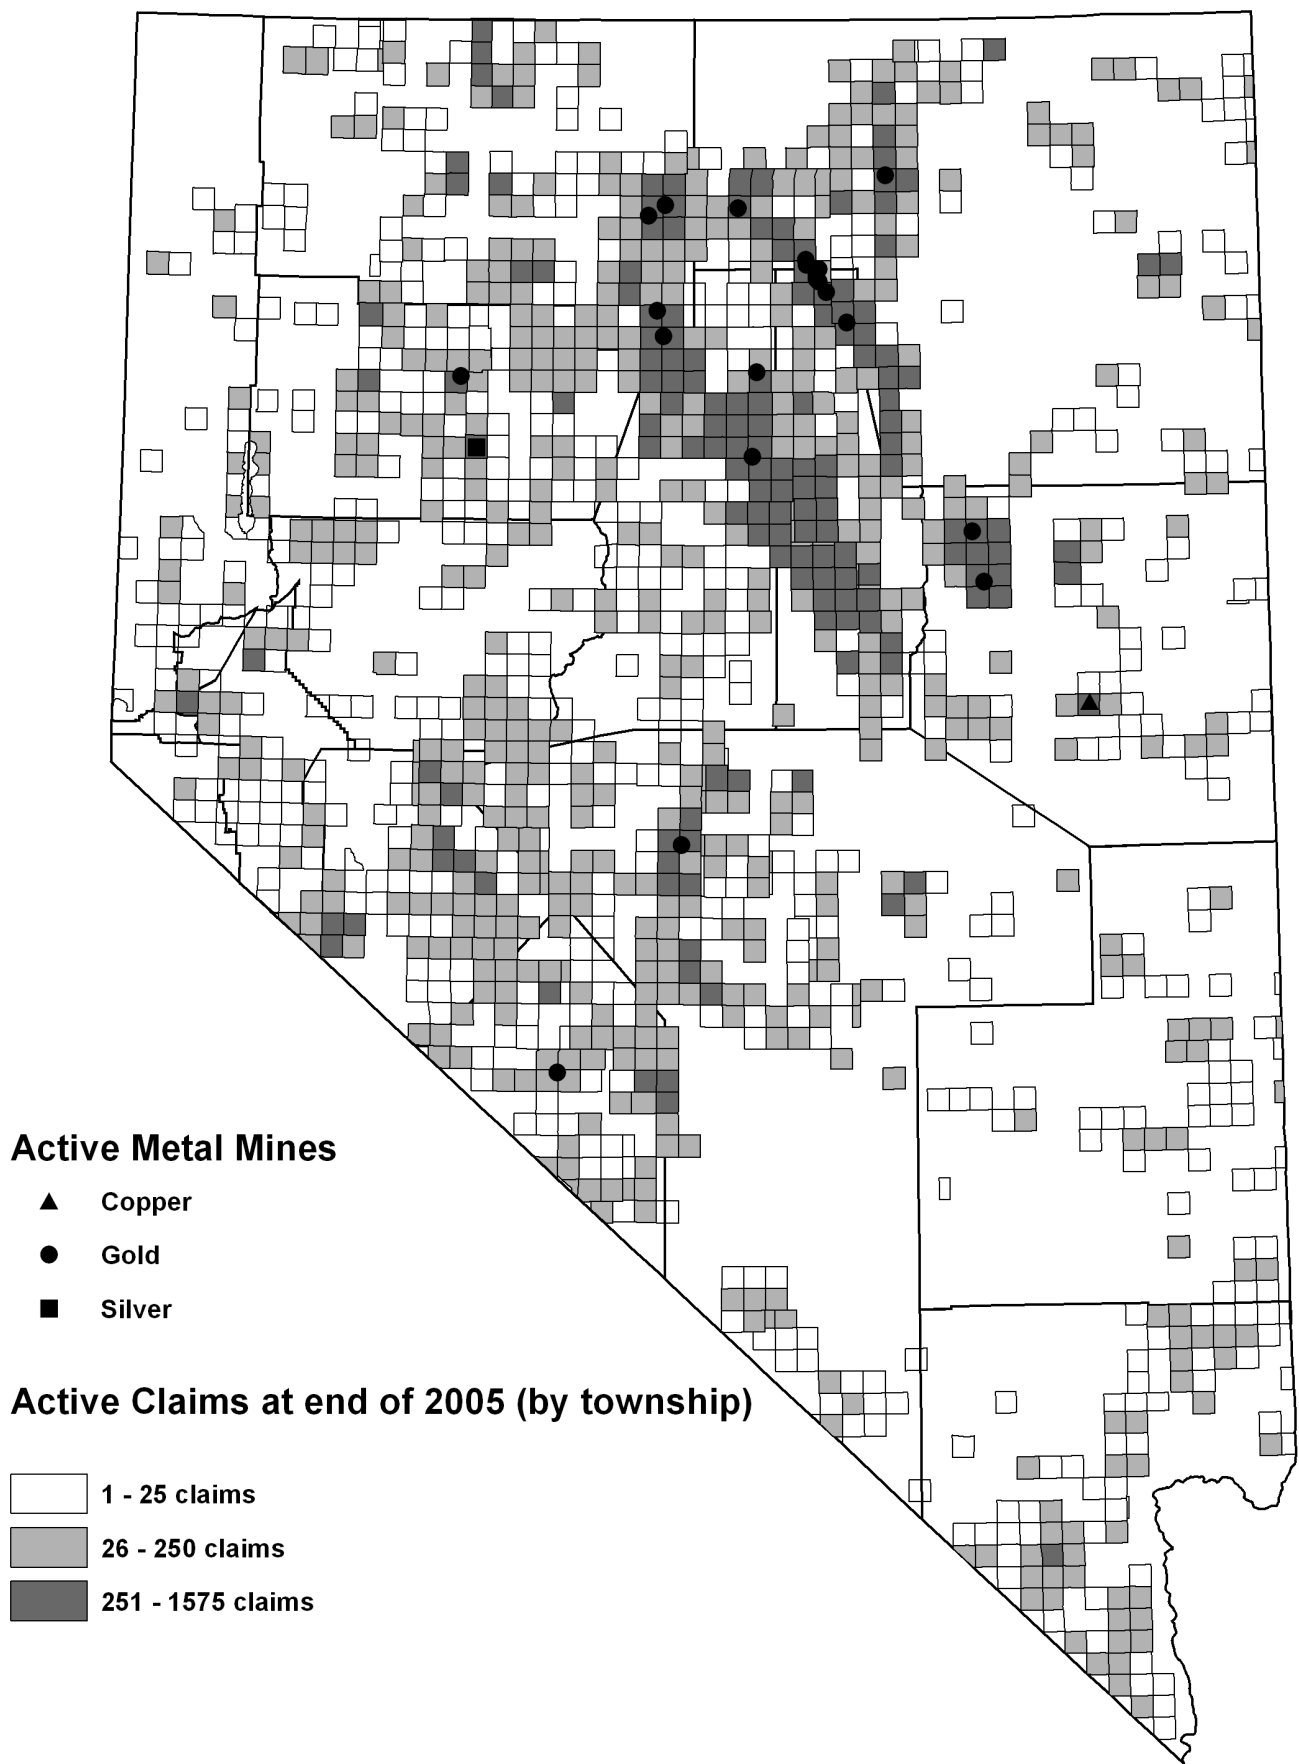 Active Metal Mines
Copper
Gold
Silver
Active Claims at end of 2005 (by township)
1 - 25 claims
26 - 250 claims
251 - 1575 claims